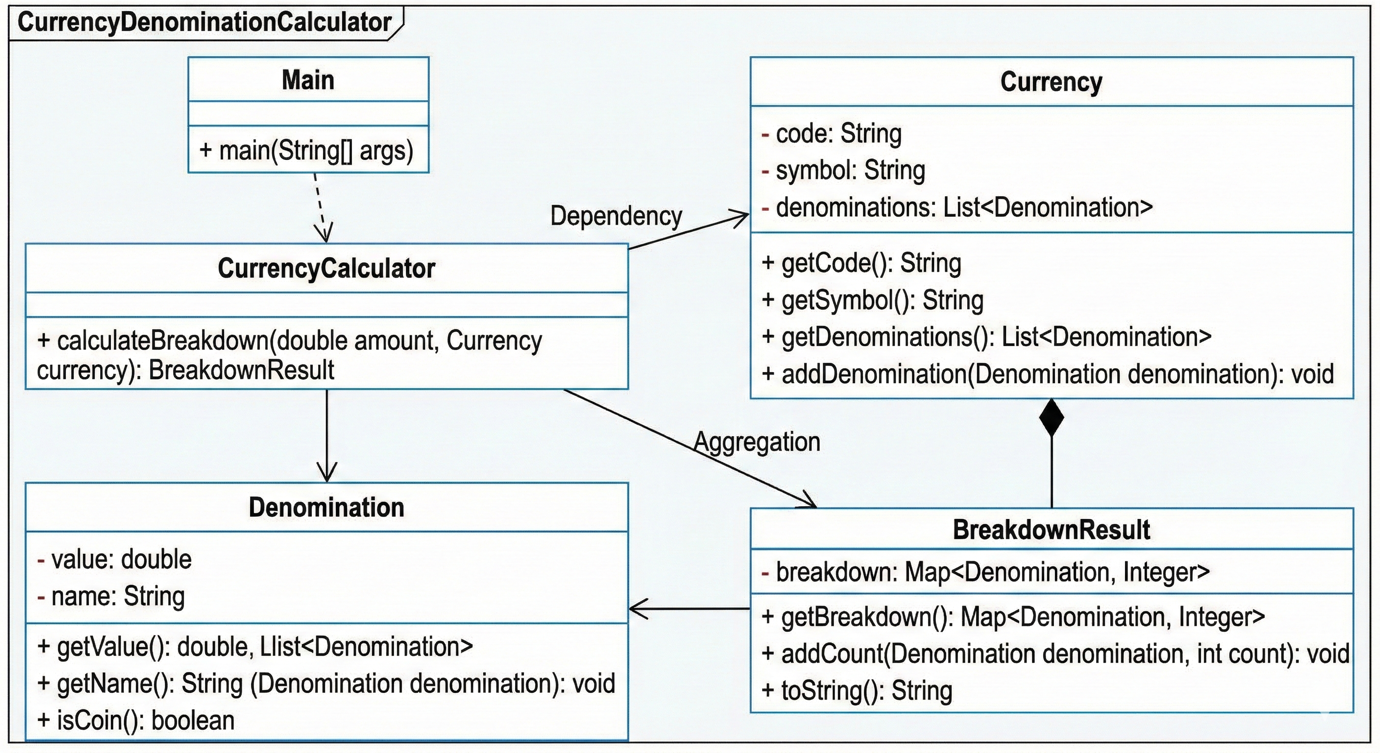 CurrencyDenominationCalculator
Main
+ main(String[] args)
Currency
- code: String
- symbol: String
- denominations: List<Denomination>
+ getCode(): String
+ getSymbol(): String
+ getDenominations(): List<Denomination>
+ addDenomination(Denomination denomination): void
Dependency
CurrencyCalculator
+ calculateBreakdown(double amount, Currency
currency): BreakdownResult
Aggregation
Denomination
- value: double
- name: String
+ getValue(): double, Llist<Denomination>
+ getName(): String (Denomination denomination): void
+ isCoin(): boolean
BreakdownResult
- breakdown: Map<Denomination, Integer>
+ getBreakdown(): Map<Denomination, Integer>
+ addCount(Denomination denomination, int count): void
+ toString(): String